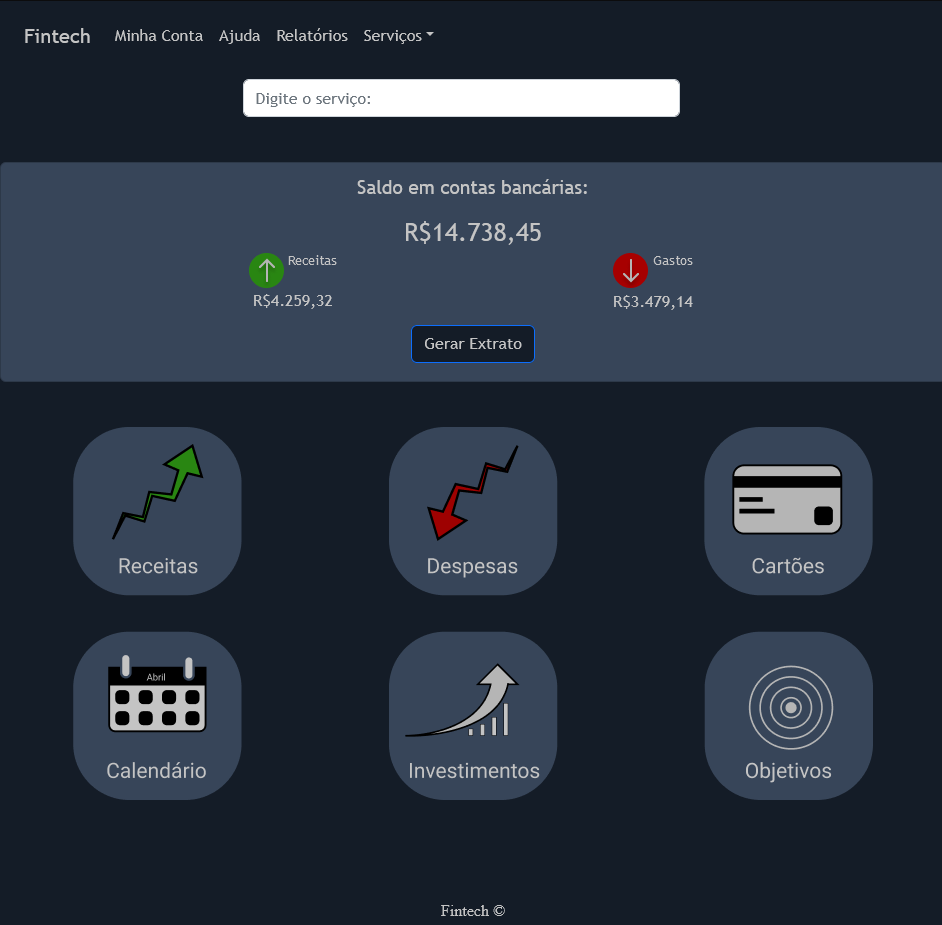 Fintech Minha Conta Ajuda Relatórios Serviços
Digite o serviço:
Saldo em contas bancárias:
R$14.738,45
Receitas
R$4.259,32
Gastos
R$3.479,14
Gerar Extrato
Receitas
Despesas
Cartões
Abril
Calendário
Investimentos
Objetivos
Fintech ©